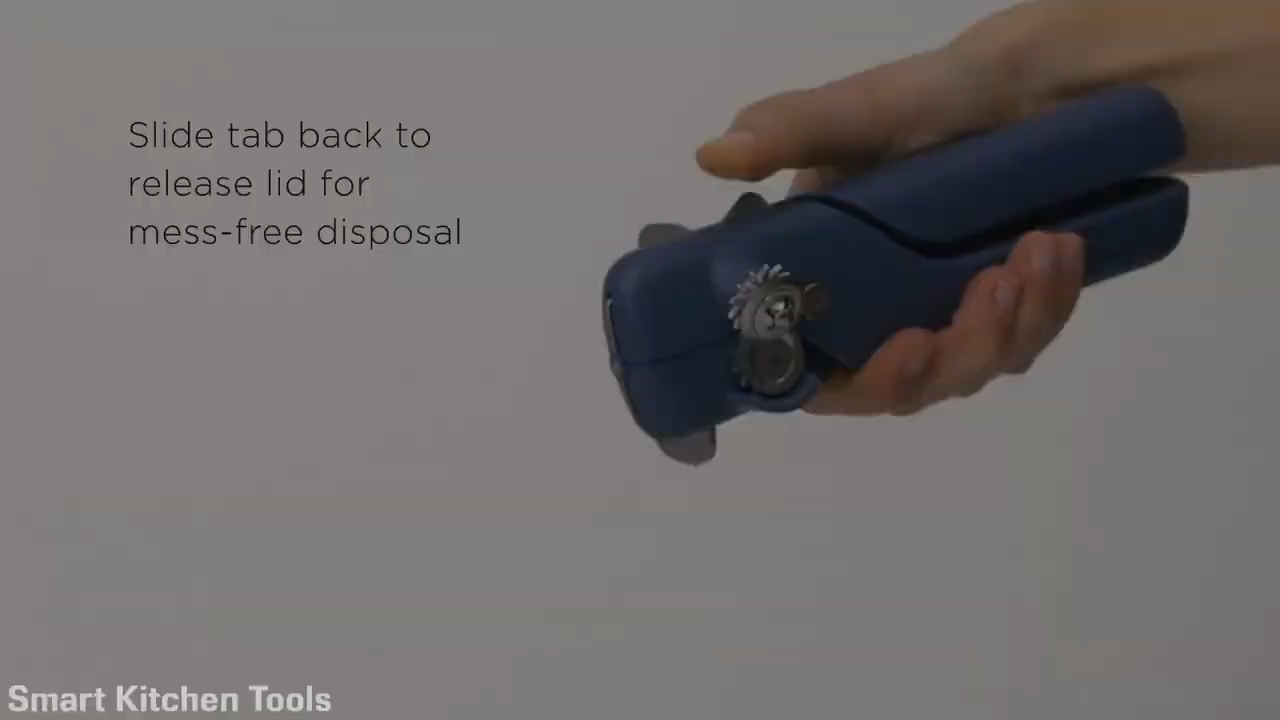 Slide tab back to
release lid for
mess-free disposal
Smart Kitchen Tools